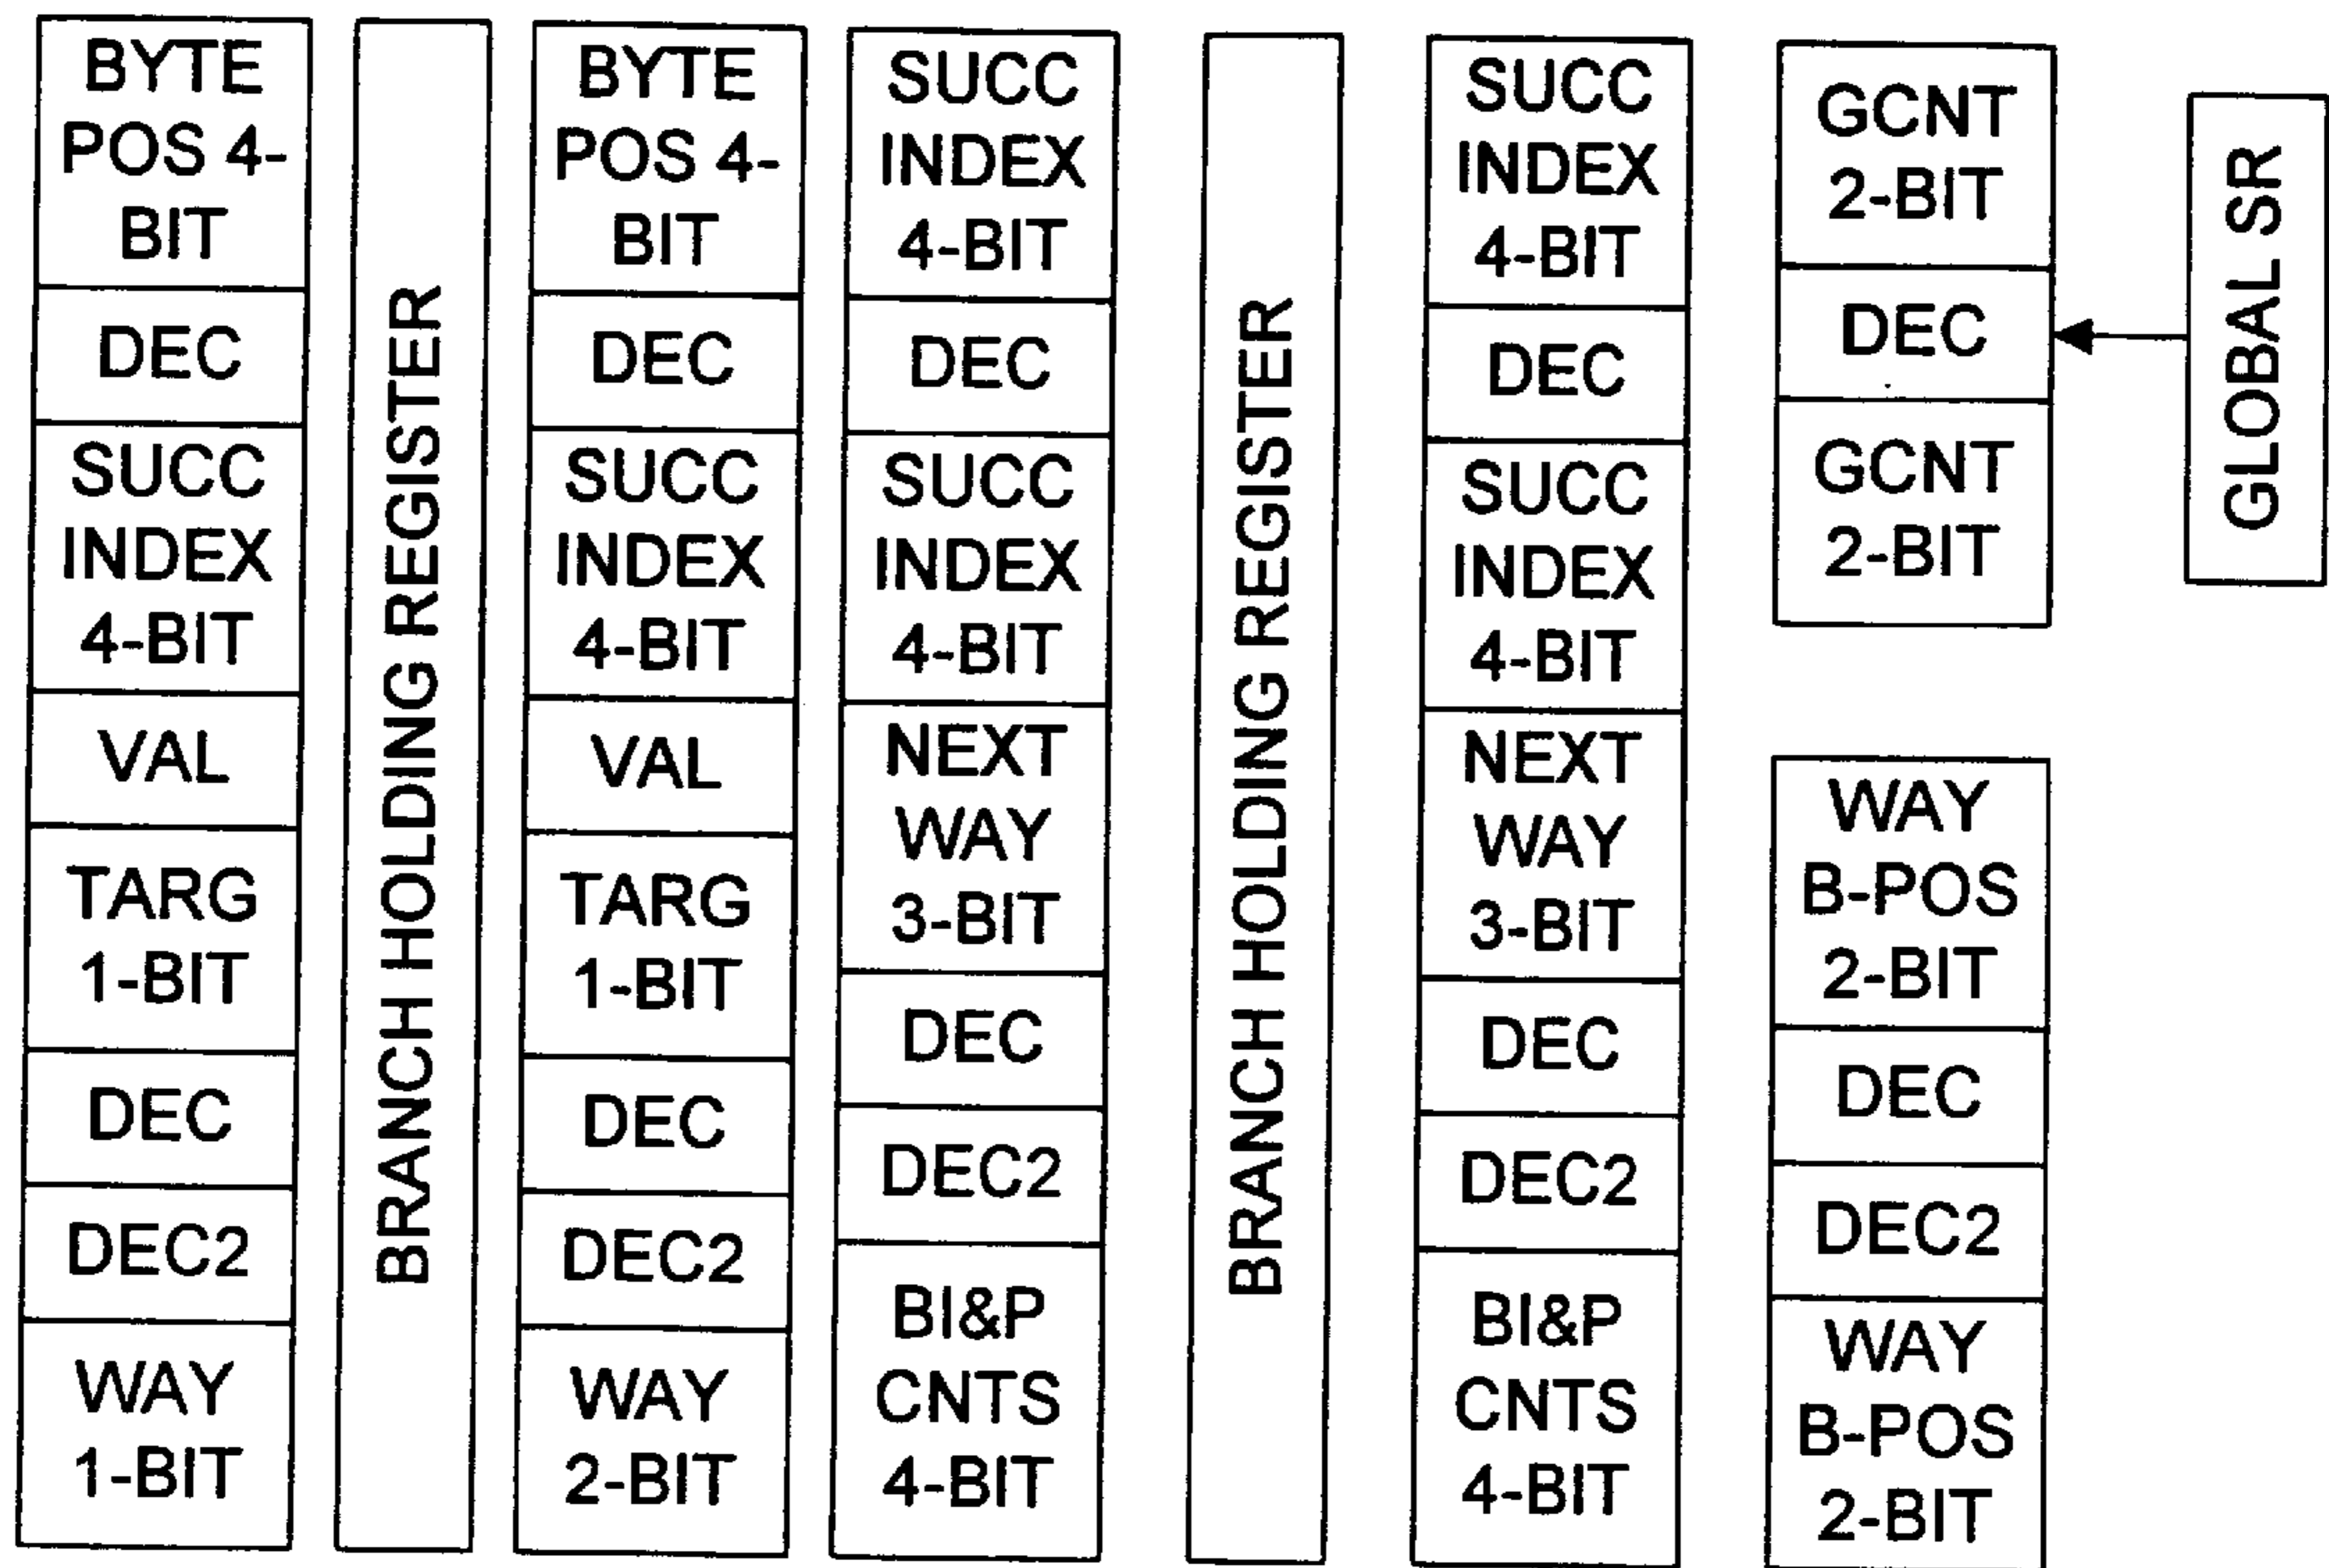 BYTE
POS 4-
BIT
DEC
SUCC
INDEX
4-BIT
VAL
TARG
1-BIT
DEC
DEC2
WAY
1-BIT
BRANCH HOLDING REGISTER
BYTE
POS 4-
BIT
DEC
SUCC
INDEX
4-BIT
VAL
TARG
1-BIT
DEC
DEC2
WAY
2-BIT
SUCC
INDEX
4-BIT
DEC
SUCC
INDEX
4-BIT
NEXT
WAY
3-BIT
DEC
DEC2
BI&P
CNTS
4-BIT
BRANCH HOLDING REGISTER
SUCC
INDEX
4-BIT
DEC
SUCC
INDEX
4-BIT
NEXT
WAY
3-BIT
DEC
DEC2
BI&P
CNTS
4-BIT
GCNT
2-BIT
DEC
GCNT
2-BIT
WAY
B-POS
2-BIT
DEC
DEC2
WAY
B-POS
2-BIT
GLOBAL SR